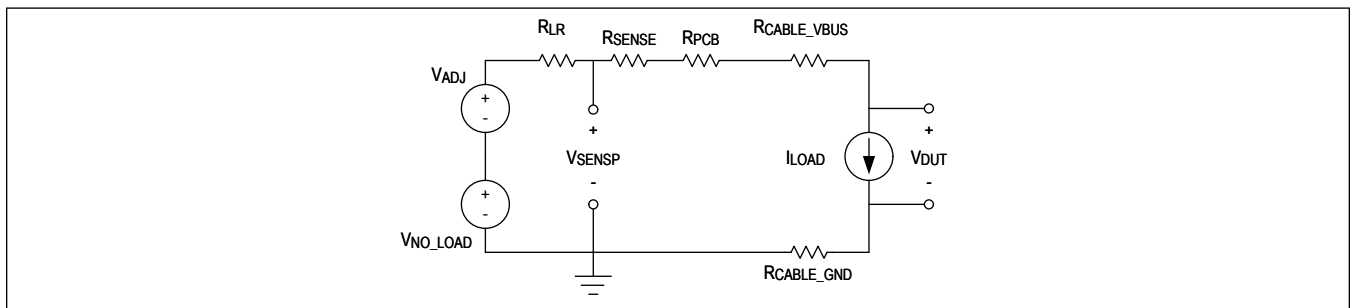 RLR
RSENSE
RPCB
RCABLE_VBUS
VADJ
+
-
+
-
VNO_LOAD
+
VSENSP
-
ILOAD
+
VDUT
-
RCABLE_GND